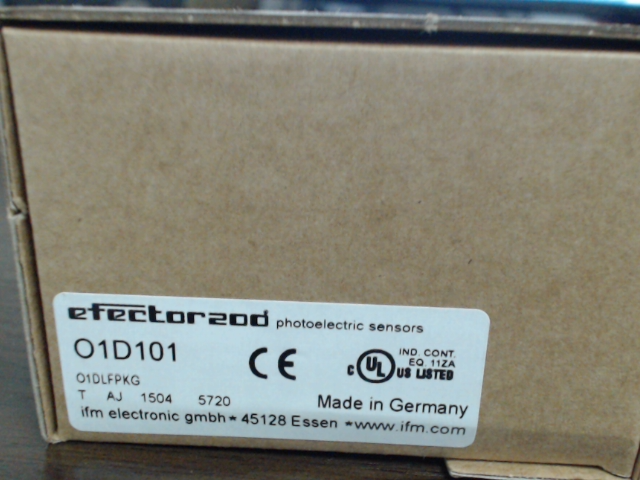 efector200 photoelectric sensors
O1D101
CE
C UL US LISTED
IND. CONT.
EQ. 11ZA
O1DLFPKG
T AJ 1504 5720
Made in Germany
ifm electronic gmbh * 45128 Essen * www.ifm.com